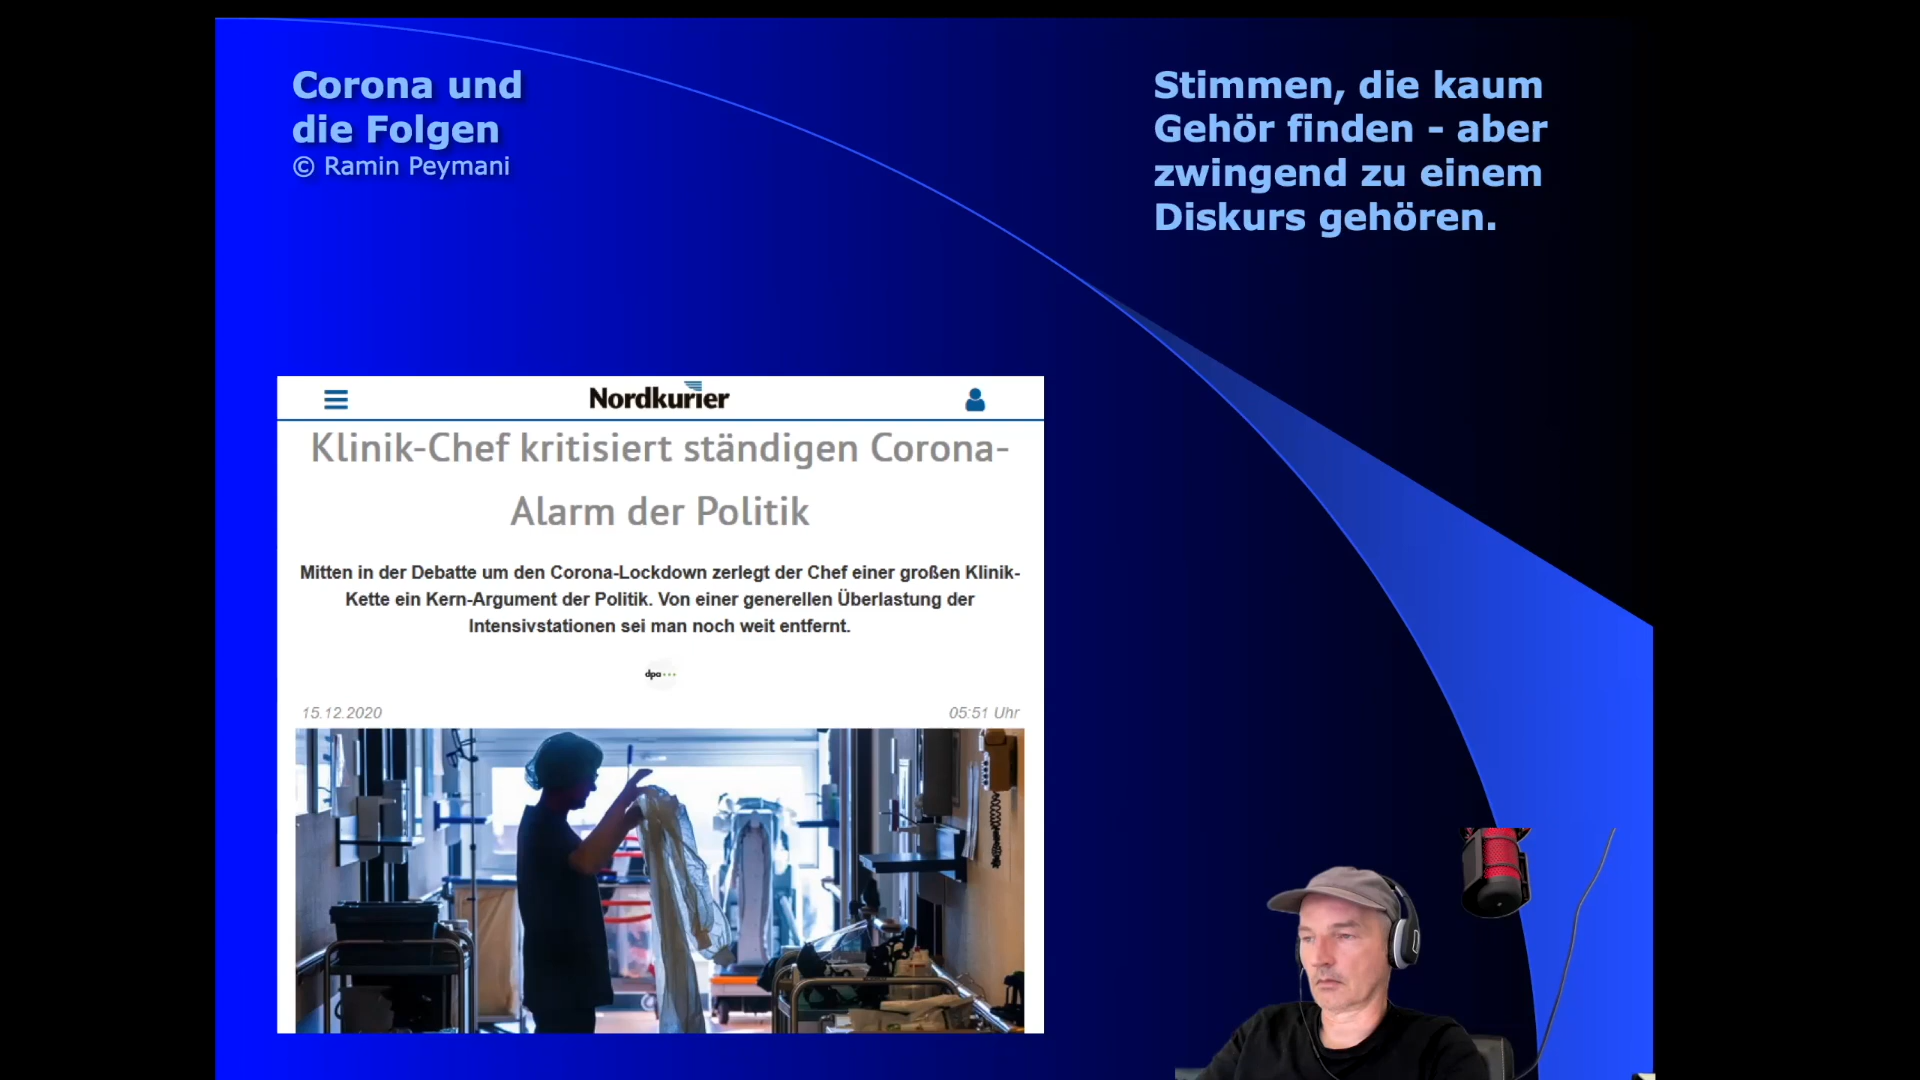 Corona und
die Folgen
© Ramin Peymani
Stimmen, die kaum
Gehör finden - aber
zwingend zu einem
Diskurs gehören.
Nordkurier
Klinik-Chef kritisiert ständigen Corona-
Alarm der Politik
Mitten in der Debatte um den Corona-Lockdown zerlegt der Chef einer großen Klinik-
Kette ein Kern-Argument der Politik. Von einer generellen Überlastung der
Intensivstationen sei man noch weit entfernt.
dpa
15.12.2020
05:51 Uhr